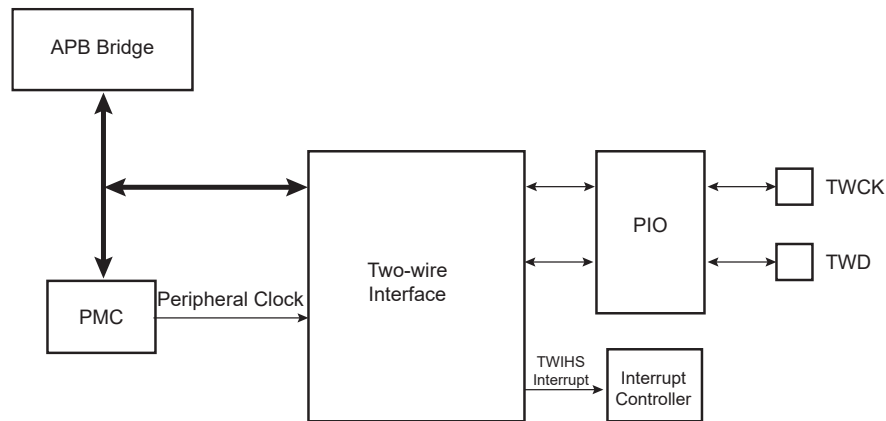 APB Bridge
TWCK
PIO
Two-wire
Interface
TWD
Peripheral Clock
PMC
TWIHS
Interrupt
Interrupt
Controller